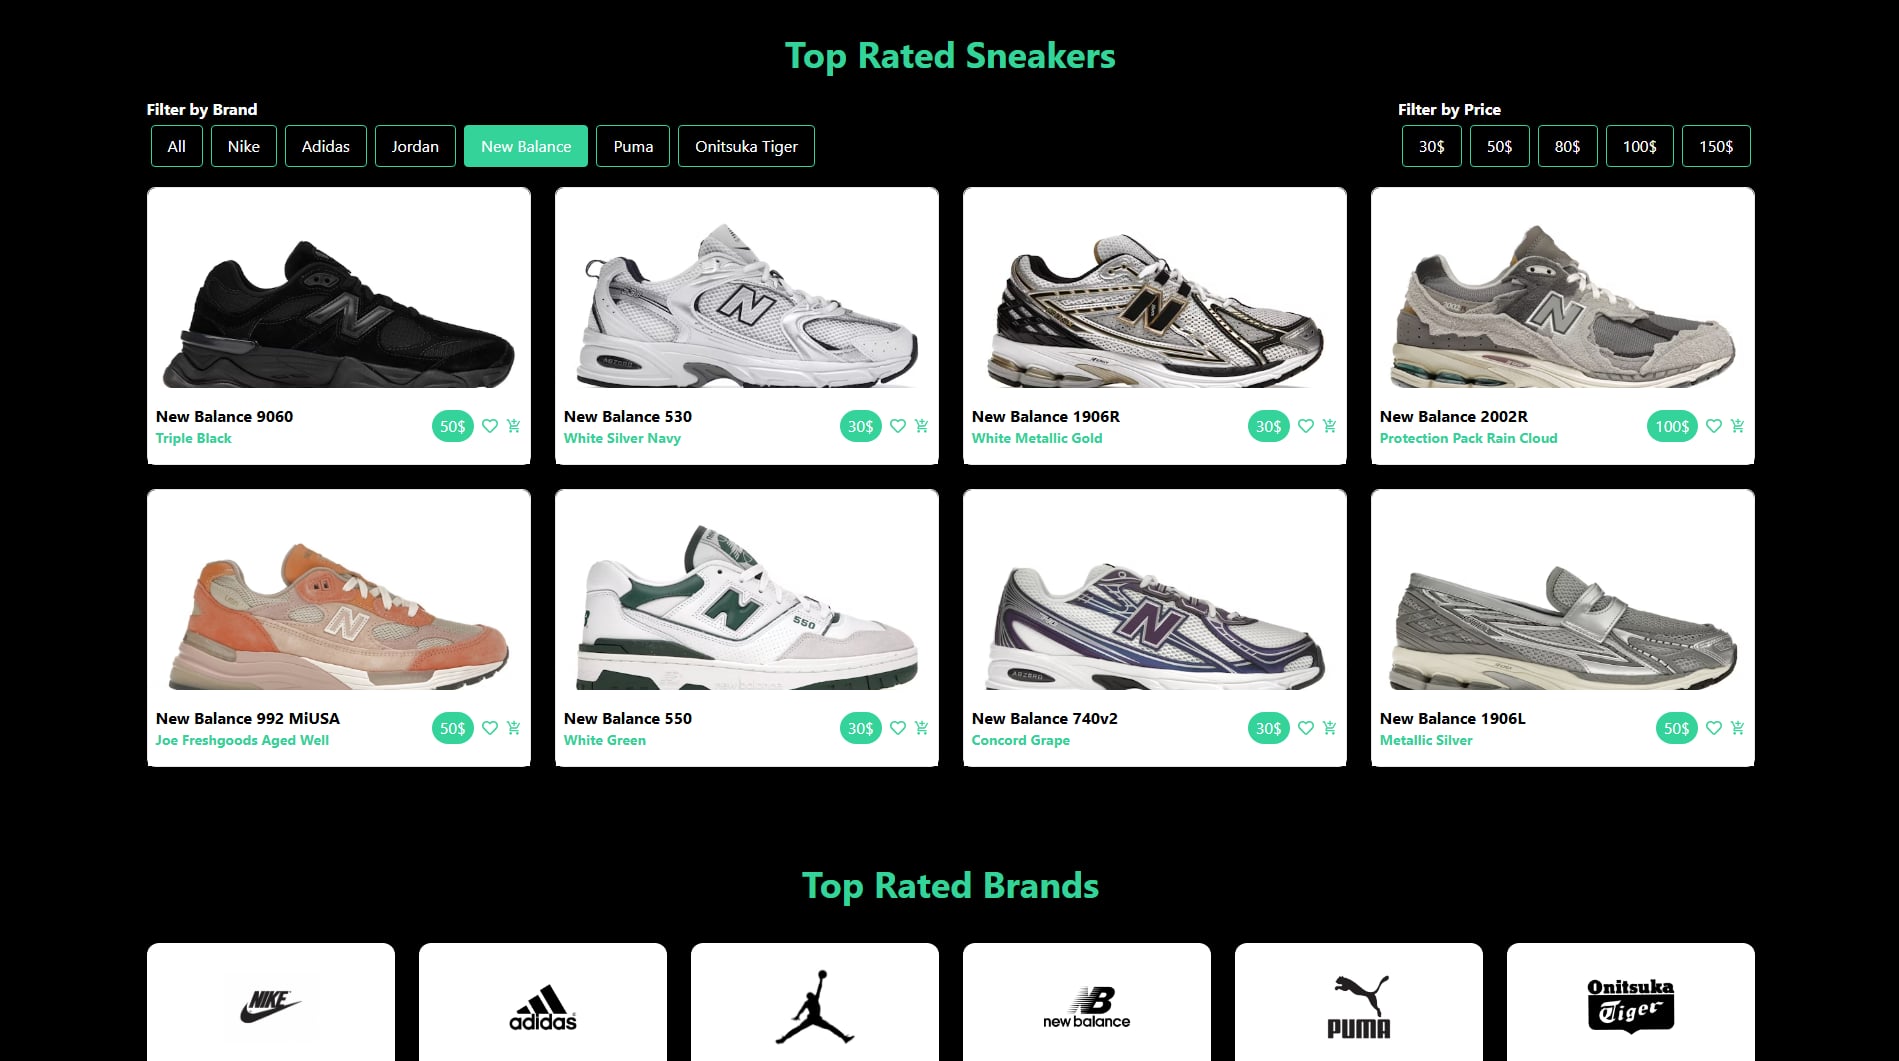 Top Rated Sneakers
Filter by Brand
Filter by Price
All
Nike
Adidas
Jordan
New Balance
Puma
Onitsuka Tiger
30$
50$
80$
100$
150$
New Balance 9060
Triple Black
50$
New Balance 530
White Silver Navy
30$
New Balance 1906R
White Metallic Gold
30$
New Balance 2002R
Protection Pack Rain Cloud
100$
New Balance 992 MiUSA
Joe Freshgoods Aged Well
50$
550
New Balance 550
White Green
30$
New Balance 740v2
Concord Grape
30$
New Balance 1906L
Metallic Silver
50$
Top Rated Brands
NIKE
adidas
new balance
PUMA
Onitsuka
Tiger